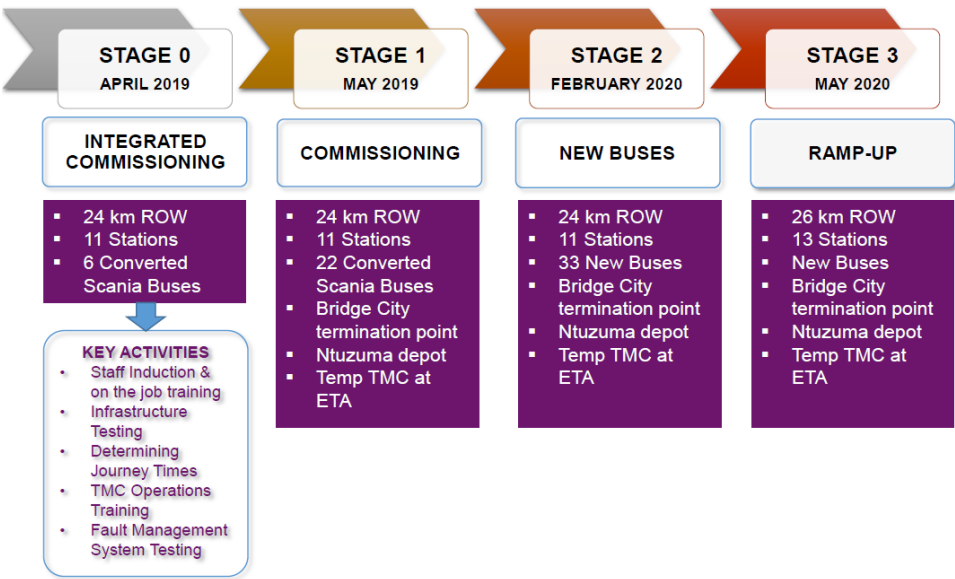 STAGE 0
APRIL 2019
STAGE 1
MAY 2019
STAGE 2
FEBRUARY 2020
STAGE 3
MAY 2020
INTEGRATED
COMMISSIONING
COMMISSIONING
NEW BUSES
RAMP-UP
▪ 24 km ROW
▪ 11 Stations
▪ 6 Converted
Scania Buses
KEY ACTIVITIES
• Staff Induction &
on the job training
• Infrastructure
Testing
• Determining
Journey Times
• TMC Operations
Training
• Fault Management
System Testing
▪ 24 km ROW
▪ 11 Stations
▪ 22 Converted
Scania Buses
▪ Bridge City
termination point
▪ Ntuzuma depot
▪ Temp TMC at
ETA
▪ 24 km ROW
▪ 11 Stations
▪ 33 New Buses
▪ Bridge City
termination point
▪ Ntuzuma depot
▪ Temp TMC at
ETA
▪ 26 km ROW
▪ 13 Stations
▪ New Buses
▪ Bridge City
termination point
▪ Ntuzuma depot
▪ Temp TMC at
ETA